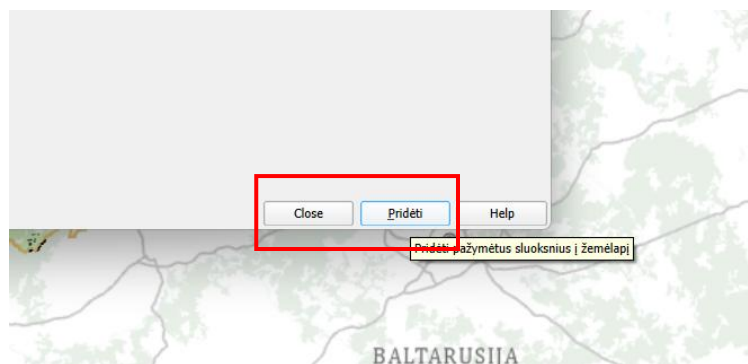 Close Pridėti Help
Pridėti pažymėtus sluoksnius į žemėlapį
BALTARUSIJA